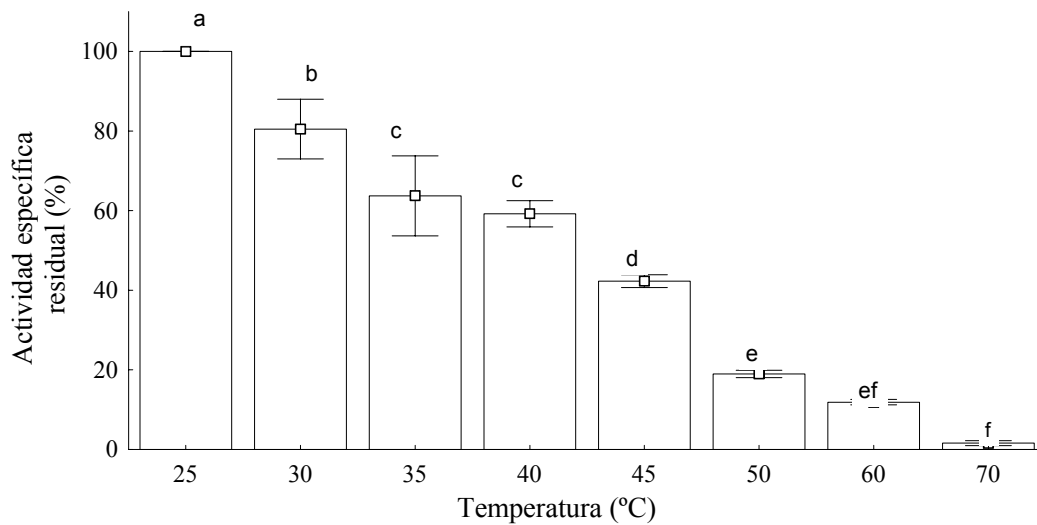 a
b
c
c
d
e
ef
f
100
80
60
40
20
0
Actividad específica
residual (%)
25 30 35 40 45 50 60 70
Temperatura (ºC)